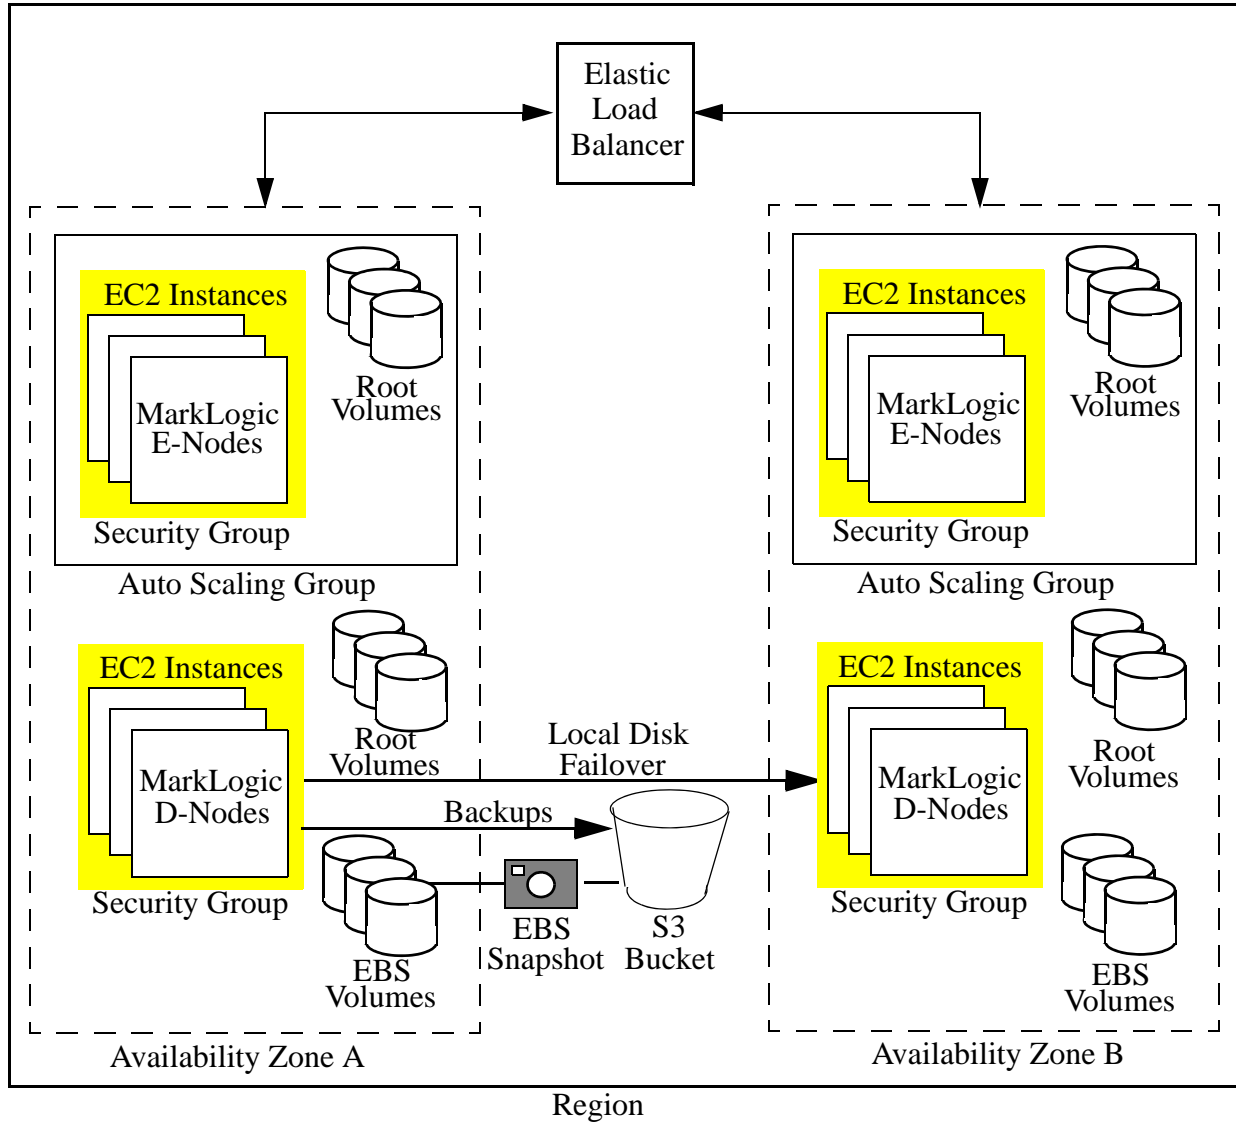 Elastic
Load
Balancer
EC2 Instances
MarkLogic
E-Nodes
Security Group
Root
Volumes
Auto Scaling Group
EC2 Instances
MarkLogic
E-Nodes
Security Group
Root
Volumes
Auto Scaling Group
EC2 Instances
MarkLogic
D-Nodes
Security Group
Root
Volumes
EBS
Volumes
Local Disk
Failover
Backups
EBS
Snapshot
S3
Bucket
EC2 Instances
MarkLogic
D-Nodes
Security Group
Root
Volumes
EBS
Volumes
Availability Zone A
Availability Zone B
Region